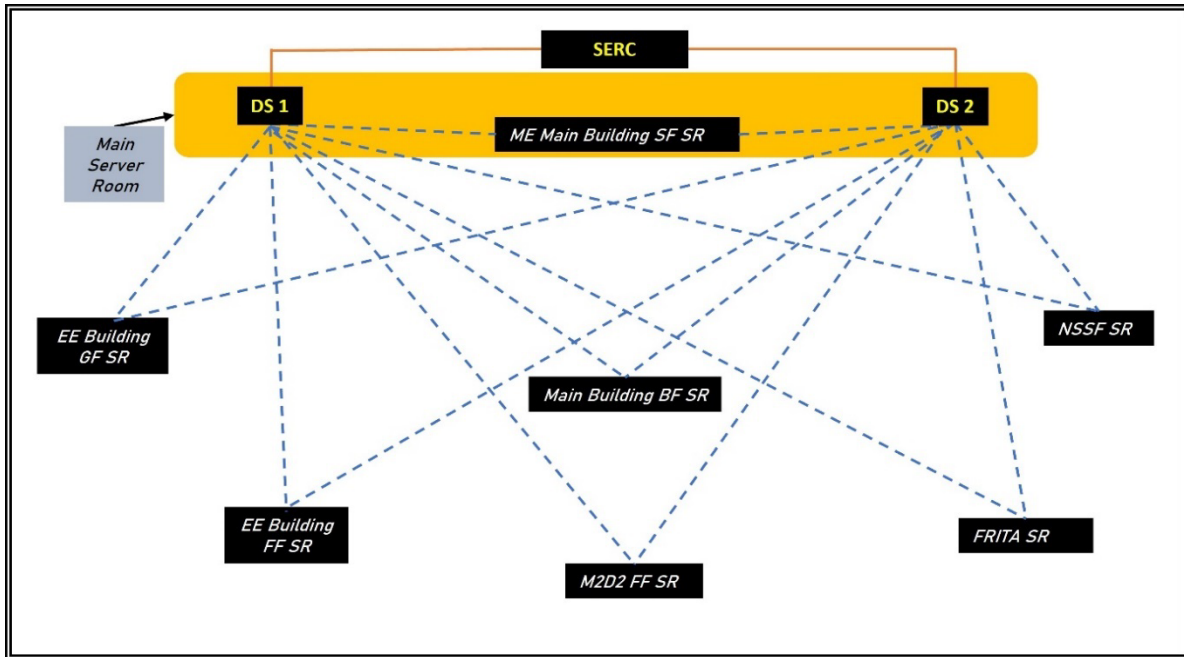 SERC
DS 1
DS 2
ME Main Building SF SR
Main
Server
Room
EE Building
GF SR
NSSF SR
Main Building BF SR
EE Building
FF SR
FRITA SR
M2D2 FF SR